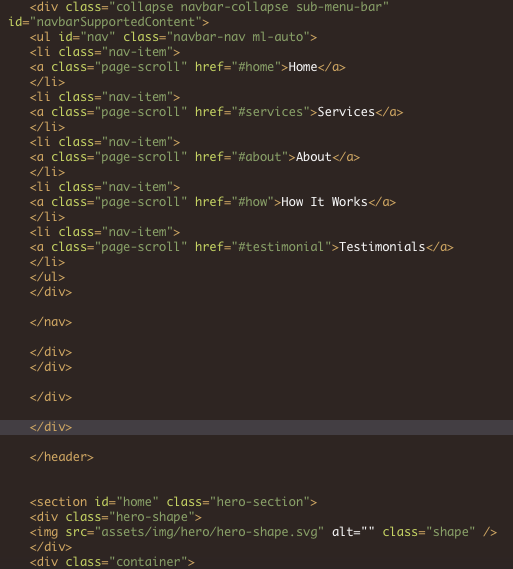 <div class="collapse navbar-collapse sub-menu-bar"
id="navbarSupportedContent">
<ul id="nav" class="navbar-nav ml-auto">
<li class="nav-item">
<a class="page-scroll" href="#home">Home</a>
</li>
<li class="nav-item">
<a class="page-scroll" href="#services">Services</a>
</li>
<li class="nav-item">
<a class="page-scroll" href="#about">About</a>
</li>
<li class="nav-item">
<a class="page-scroll" href="#how">How It Works</a>
</li>
<li class="nav-item">
<a class="page-scroll" href="#testimonial">Testimonials</a>
</li>
</ul>
</div>
</nav>
</div>
</div>
</div>
</div>
</header>
<section id="home" class="hero-section">
<div class="hero-shape">
<img src="assets/img/hero/hero-shape.svg" alt="" class="shape" />
</div>
<div class="container">